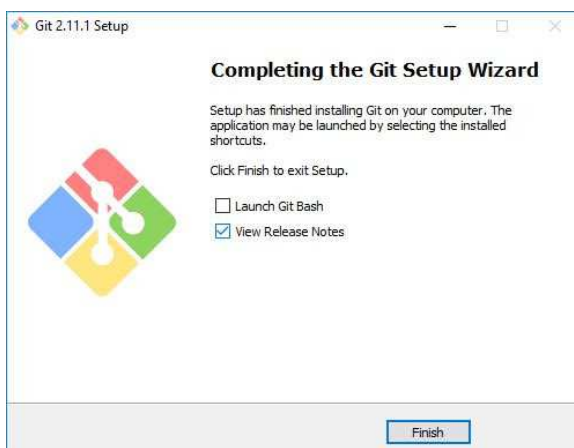 Git 2.11.1 Setup
Completing the Git Setup Wizard
Setup has finished installing Git on your computer. The
application may be launched by selecting the installed
shortcuts.
Click Finish to exit Setup.
Launch Git Bash
View Release Notes
Finish